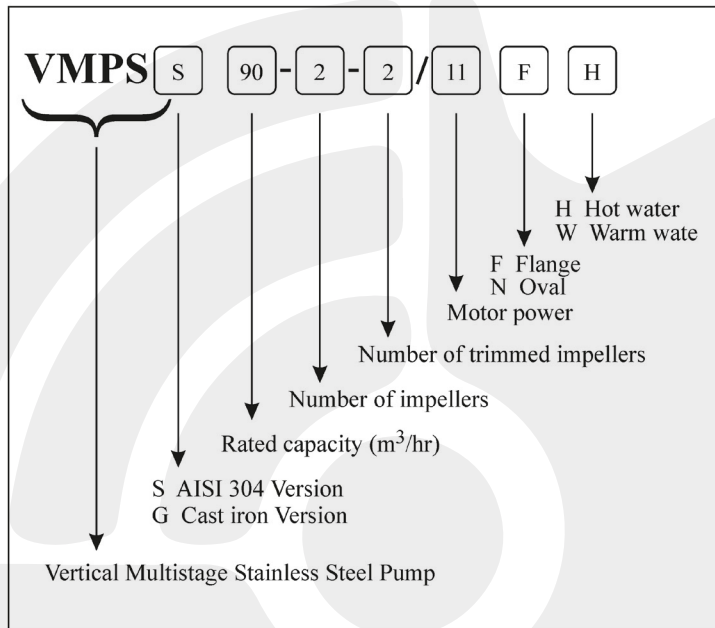 VMPS S 90 - 2 - 2 / 11 F H
H Hot water
W Warm wate
F Flange
N Oval
Motor power
Number of trimmed impellers
Number of impellers
Rated capacity (m³/hr)
S AISI 304 Version
G Cast iron Version
Vertical Multistage Stainless Steel Pump